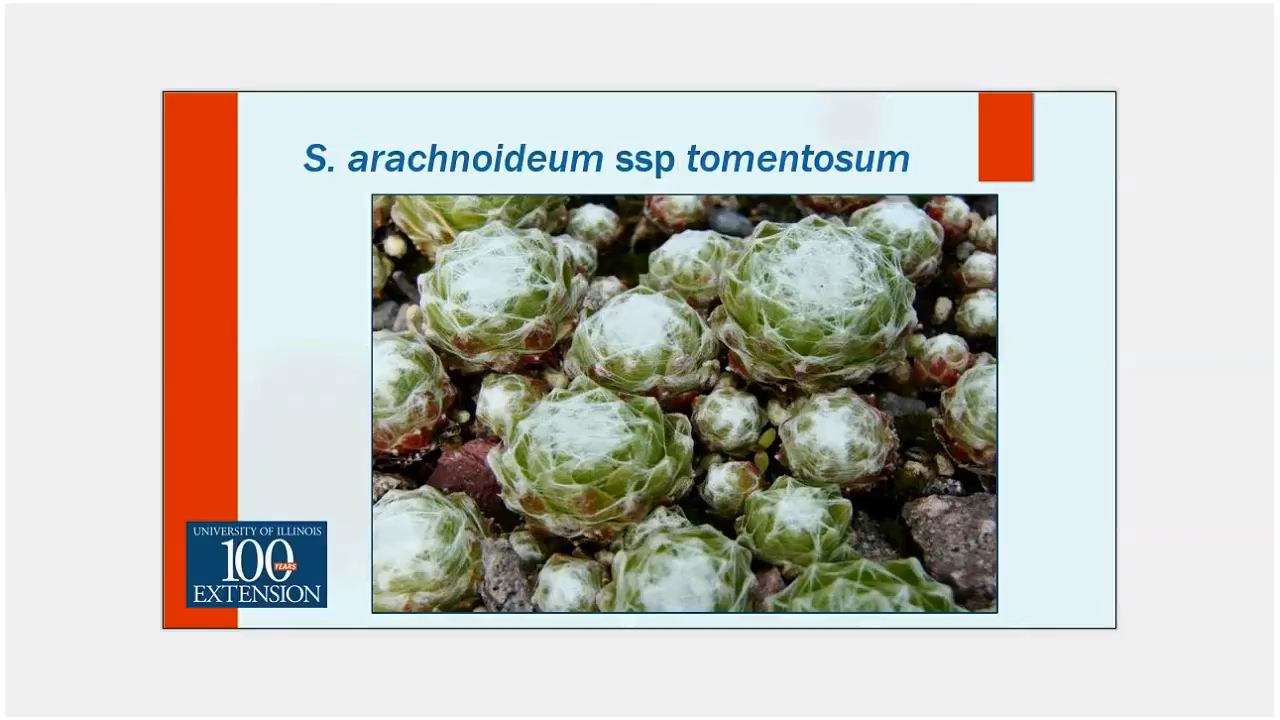 S. arachnoideum ssp tomentosum
UNIVERSITY OF ILLINOIS
100
YEARS
EXTENSION